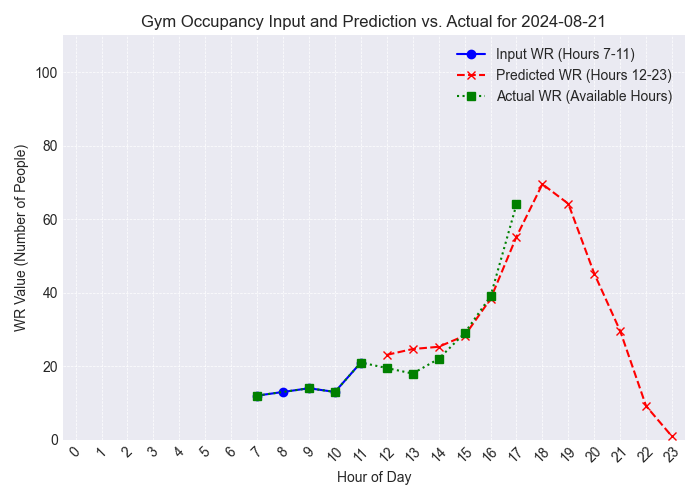 Gym Occupancy Input and Prediction vs. Actual for 2024-08-21
Input WR (Hours 7-11)
Predicted WR (Hours 12-23)
Actual WR (Available Hours)
WR Value (Number of People)
100
80
60
40
20
0
0 1 2 3 4 5 6 7 8 9 10 11 12 13 14 15 16 17 18 19 20 21 22 23
Hour of Day